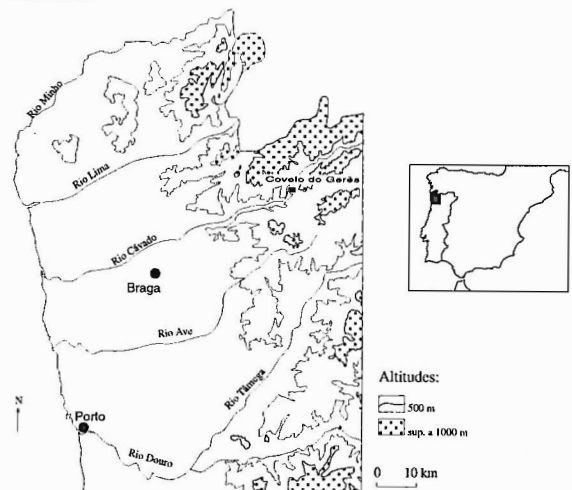 Rio Minho
Rio Lima
Covelo do Gerês
Rio Cávado
Braga
Rio Ave
Rio Tâmega
Porto
Rio Douro
N
Altitudes:
500 m
sup. a 1000 m
0 10 km